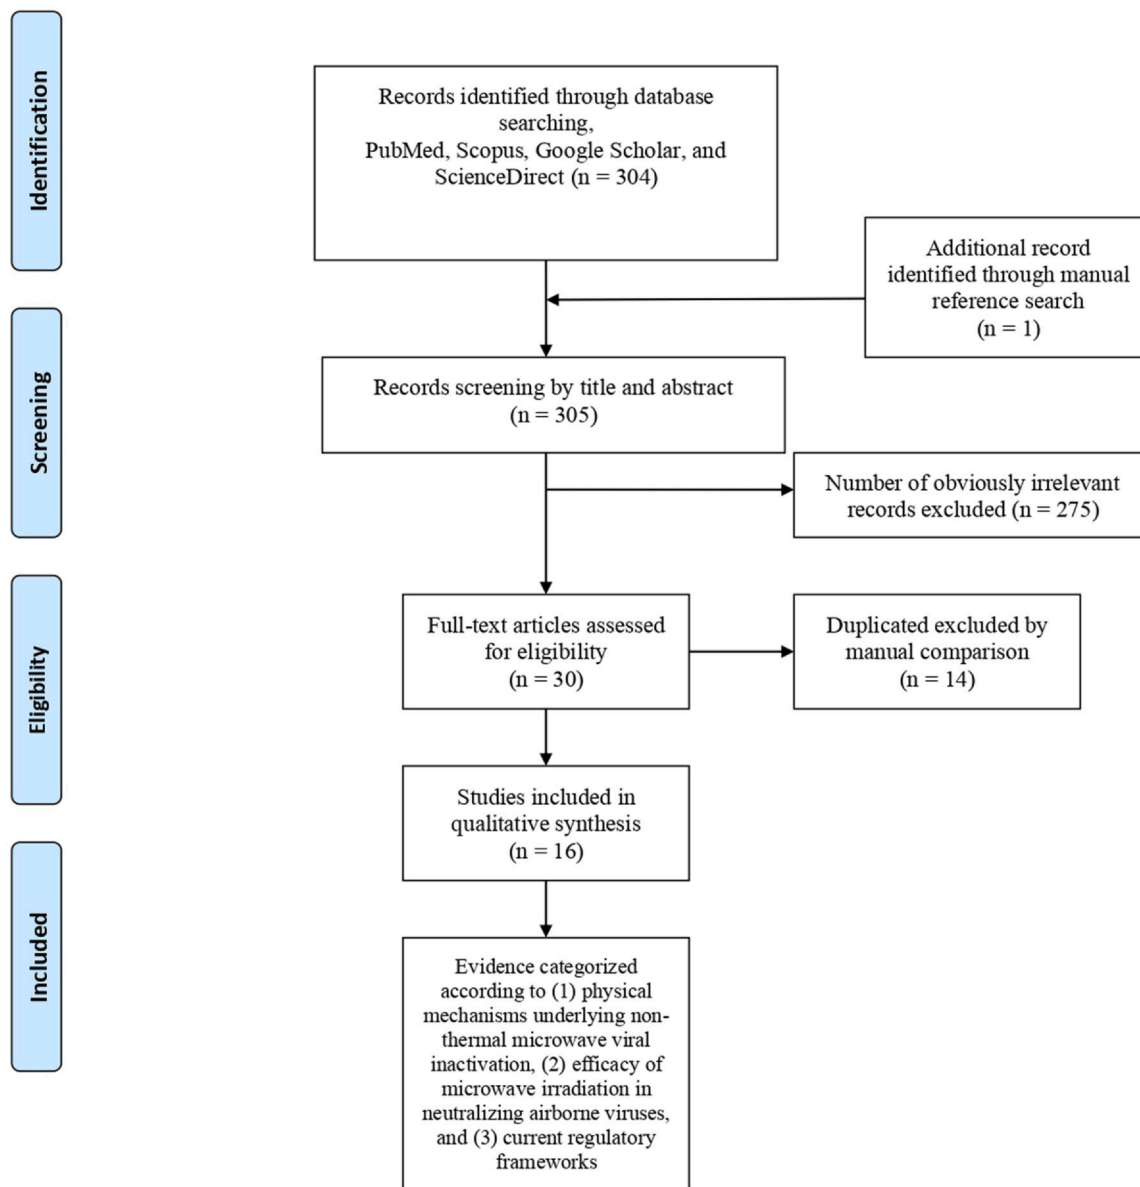 Identification
Records identified through database
searching,
PubMed, Scopus, Google Scholar, and
ScienceDirect (n = 304)
Additional record
identified through manual
reference search
(n = 1)
Screening
Records screening by title and abstract
(n = 305)
Number of obviously irrelevant
records excluded (n = 275)
Eligibility
Full-text articles assessed
for eligibility
(n = 30)
Duplicated excluded by
manual comparison
(n = 14)
Studies included in
qualitative synthesis
(n = 16)
Included
Evidence categorized
according to (1) physical
mechanisms underlying non-
thermal microwave viral
inactivation, (2) efficacy of
microwave irradiation in
neutralizing airborne viruses,
and (3) current regulatory
frameworks